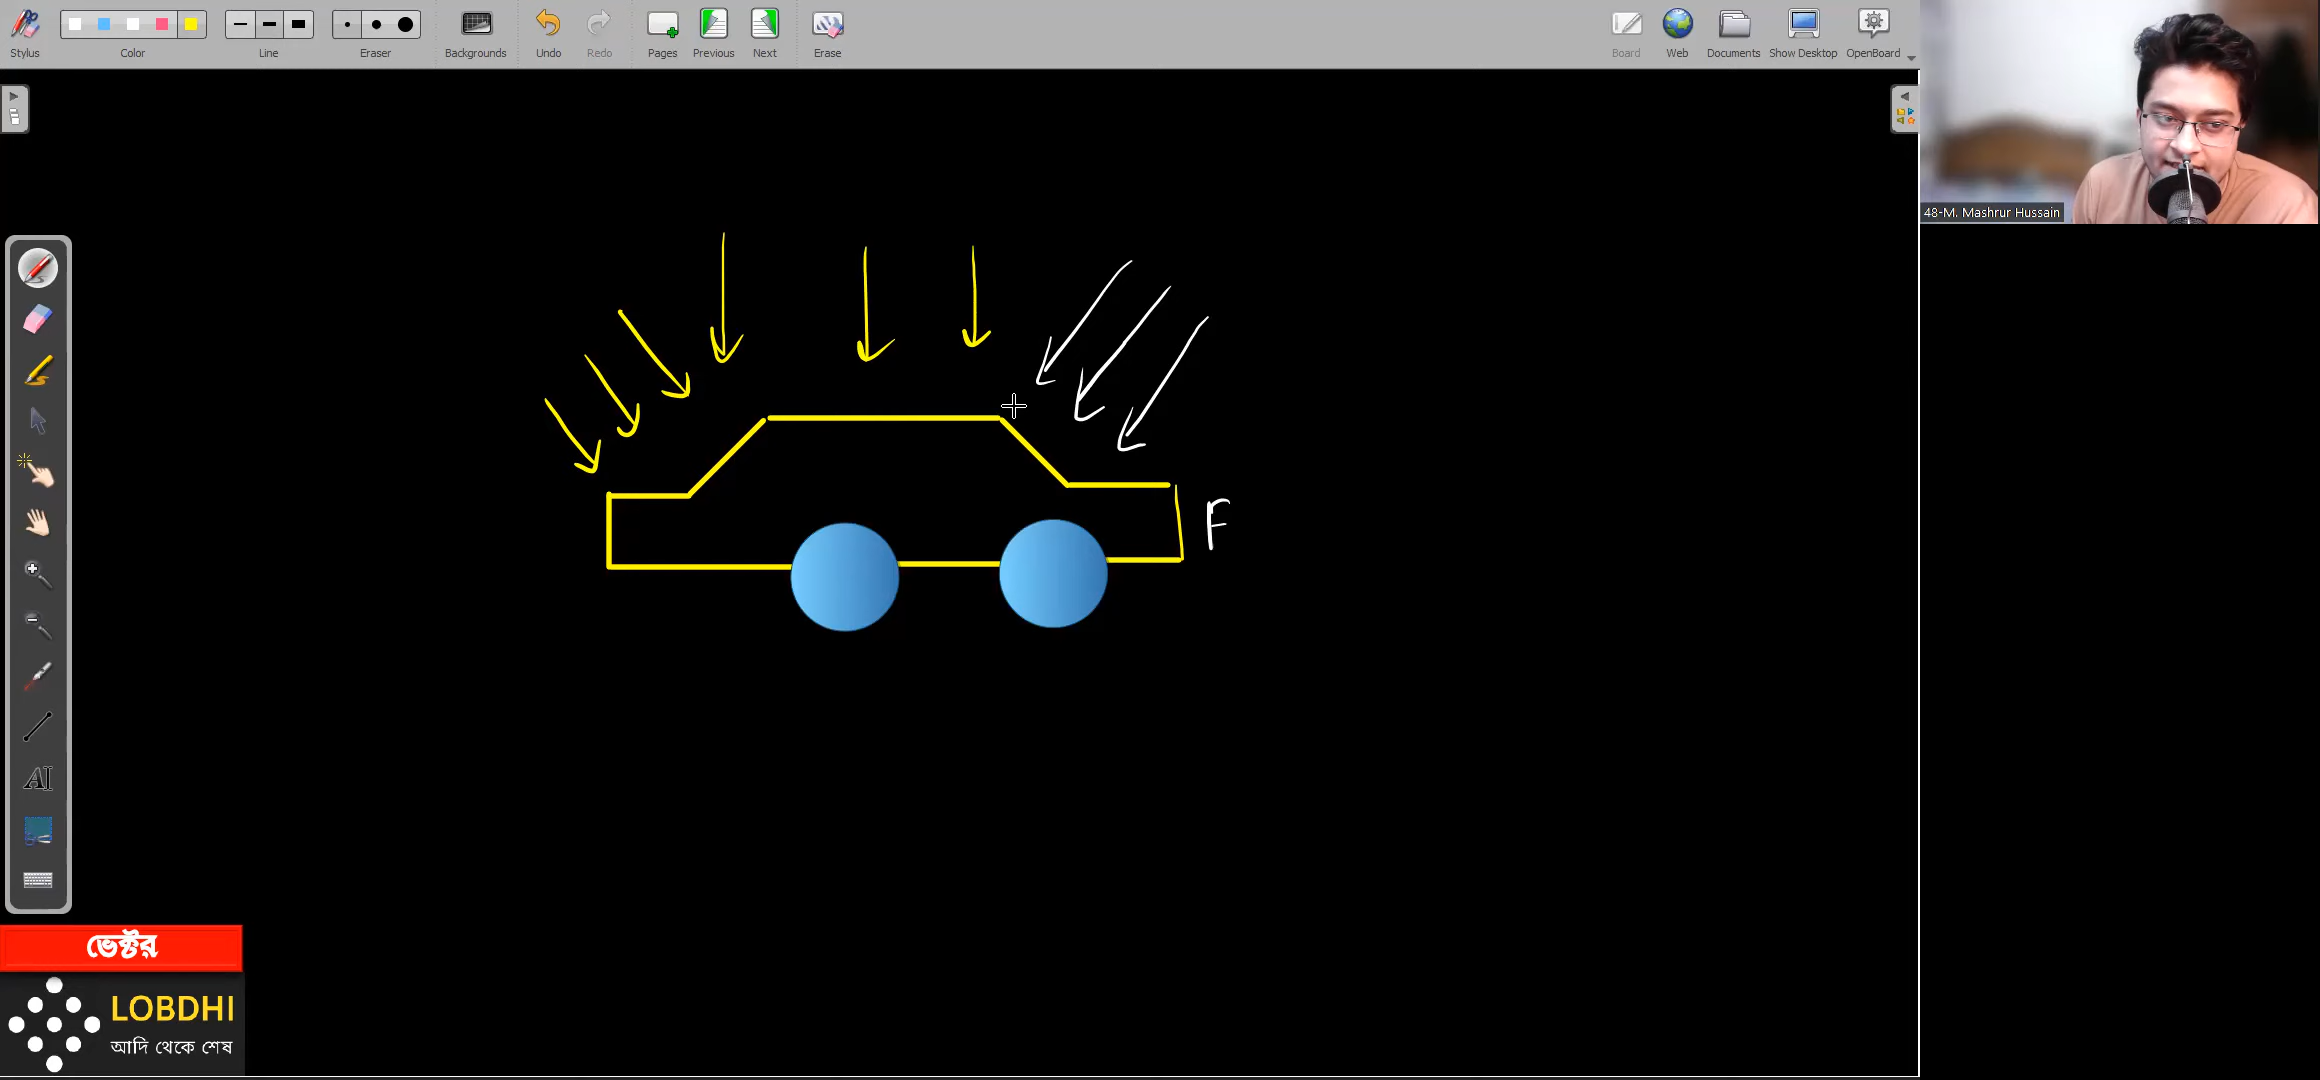 Stylus
Color
Line
Eraser
Backgrounds
Undo
Redo
Pages
Previous
Next
Erase
Board
Web
Documents
Show Desktop
OpenBoard
48-M. Mashrur Hussain
F
AI
ভেক্টর
LOBDHI
আদি থেকে শেষ